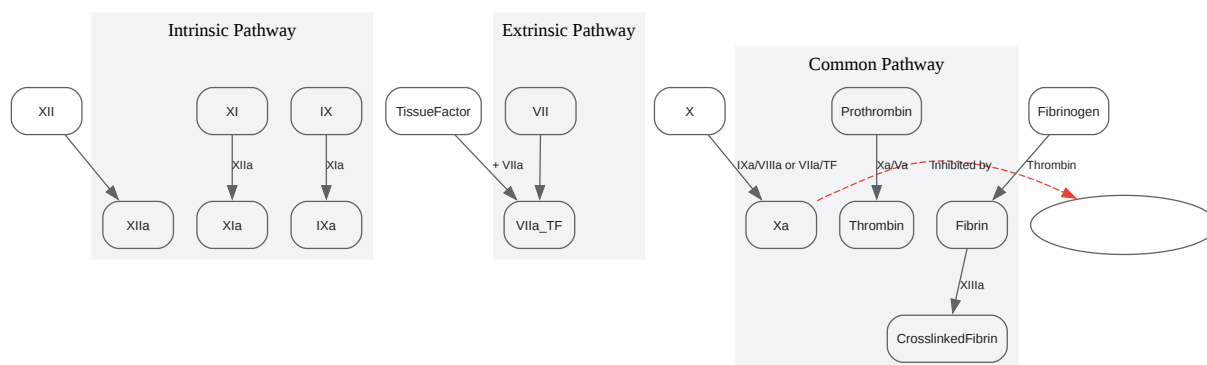 Intrinsic Pathway
Extrinsic Pathway
Common Pathway
XII
XI
IX
TissueFactor
VII
X
Prothrombin
Fibrinogen
XIIa
XIa
+ VIIa
IXa/VIIIa or VIIa/TF
Xa/Va
Inhibited by
Thrombin
XIIa
XIa
IXa
VIIa_TF
Xa
Thrombin
Fibrin
XIIIa
CrosslinkedFibrin